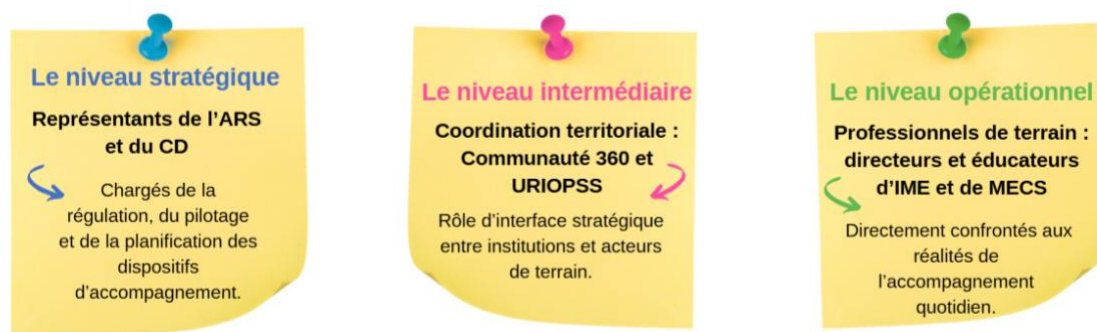 Le niveau stratégique
Représentants de l'ARS
et du CD
Chargés de la
régulation, du pilotage
et de la planification des
dispositifs
d'accompagnement.
Le niveau intermédiaire
Coordination territoriale :
Communauté 360 et
URIOPSS
Rôle d'interface stratégique
entre institutions et acteurs
de terrain.
Le niveau opérationnel
Professionnels de terrain :
directeurs et éducateurs
d'IME et de MECS
Directement confrontés aux
réalités de
l'accompagnement
quotidien.